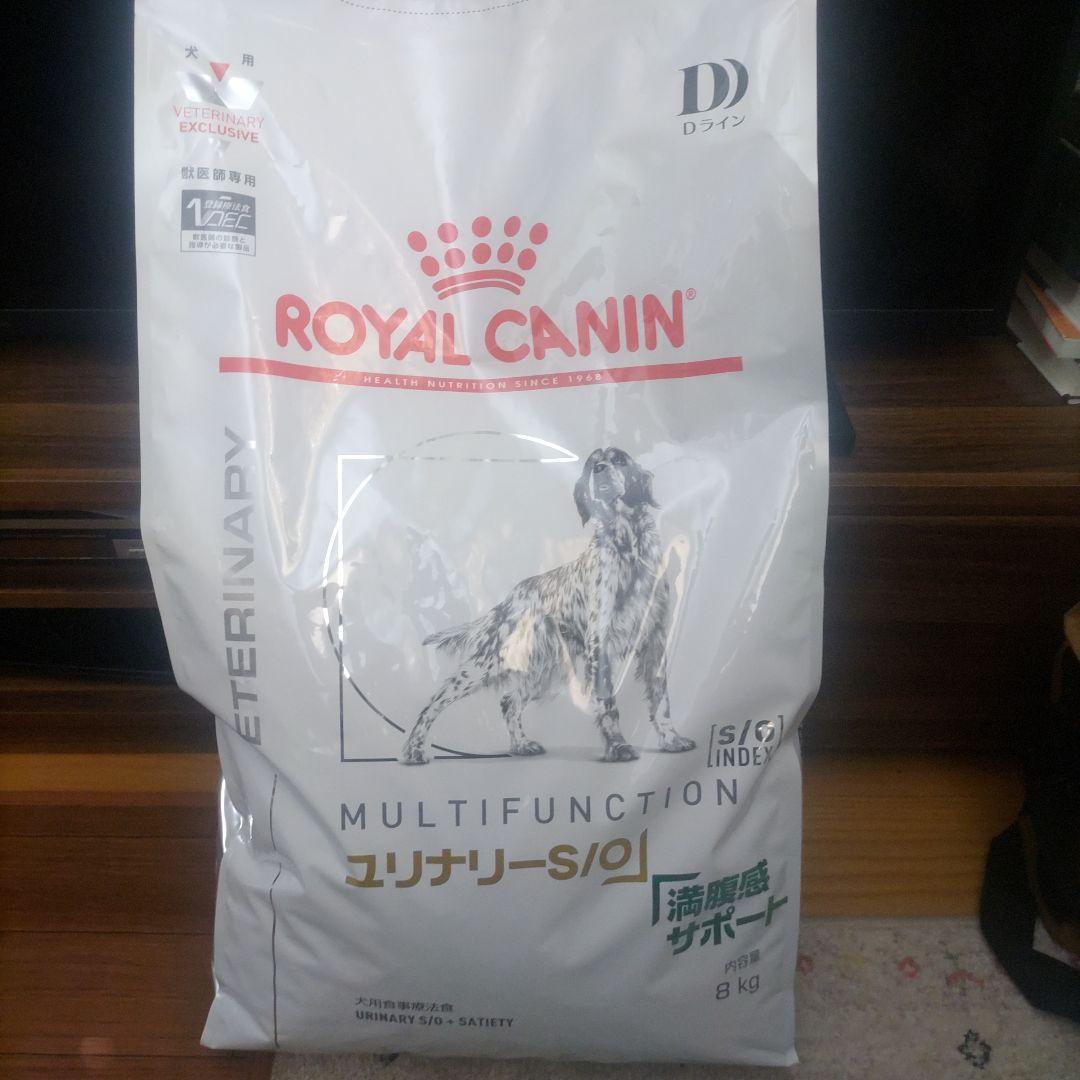 犬 用
VETERINARY
EXCLUSIVE
獣医師専用
登録療法食
VDEC
獣医師の診療と
指導が必要な製品
D
Dライン
ROYAL CANIN®
HEALTH NUTRITION SINCE 1968
VETERINARY
[S/O]
INDEX
MULTIFUNCTION
ユリナリーS/O
満腹感
サポート
内容量
8 kg
犬用食事療法食
URINARY S/O + SATIETY